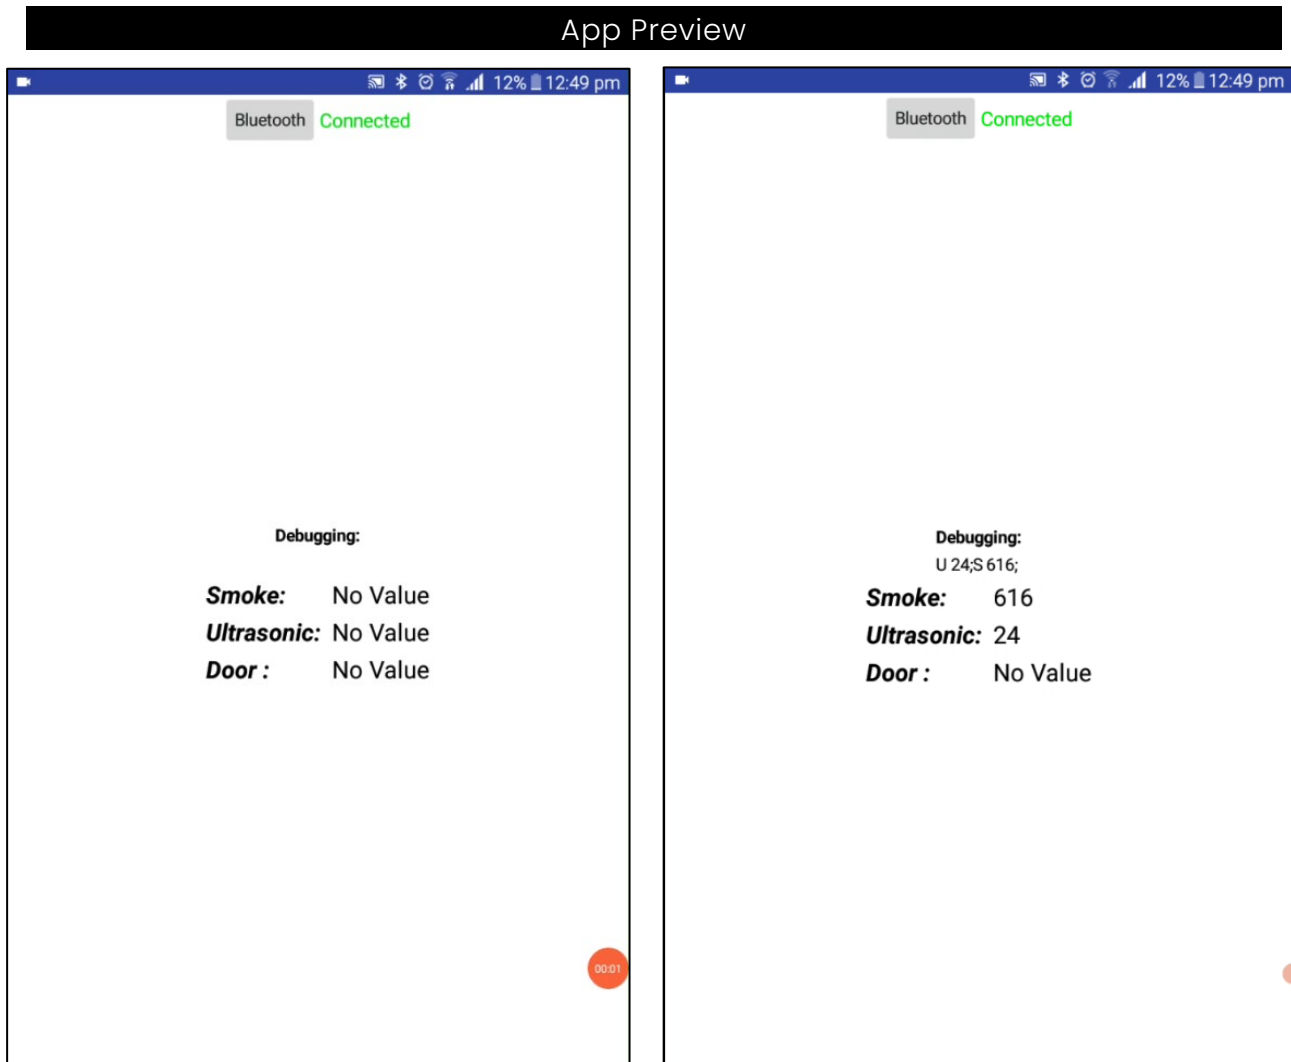 App Preview
12% 12:49 pm
Bluetooth Connected
Debugging:
Smoke: No Value
Ultrasonic: No Value
Door : No Value
00:01
12% 12:49 pm
Bluetooth Connected
Debugging:
U 24;S 616;
Smoke: 616
Ultrasonic: 24
Door : No Value